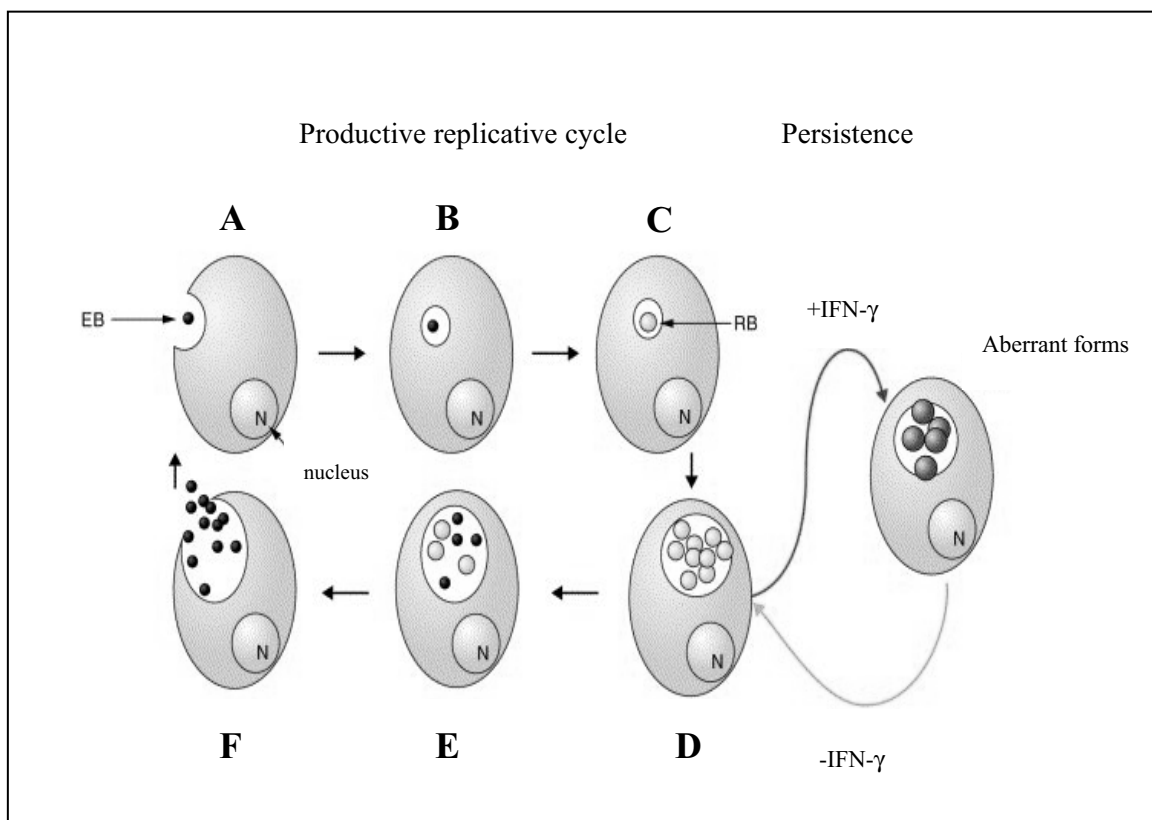 Productive replicative cycle Persistence
A B C
EB
RB
+IFN-γ
Aberrant forms
N N N N
nucleus
N N N
F E D
-IFN-γ